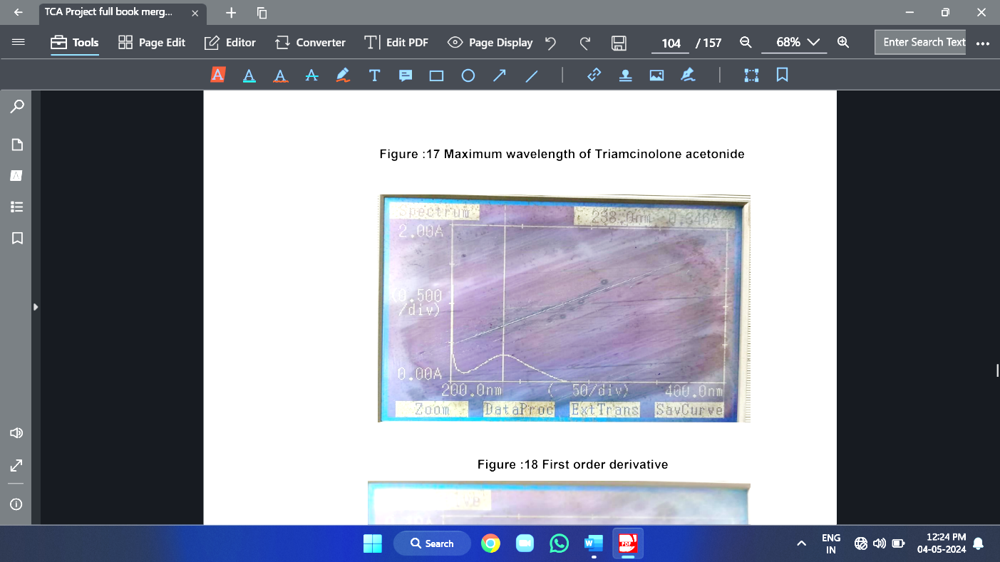 TCA Project full book merg...
Tools
Page Edit
Editor
Converter
Edit PDF
Page Display
104 / 157
68%
Enter Search Text
Figure :17 Maximum wavelength of Triamcinolone acetonide
Spectrum
238.0nm 0.346A
2.00A
(0.500
/div)
0.00A
200.0nm ( 50/div) 400.0nm
Zoom DataProc ExtTrans SavCurve
Figure :18 First order derivative
Search
ENG
IN
12:24 PM
04-05-2024